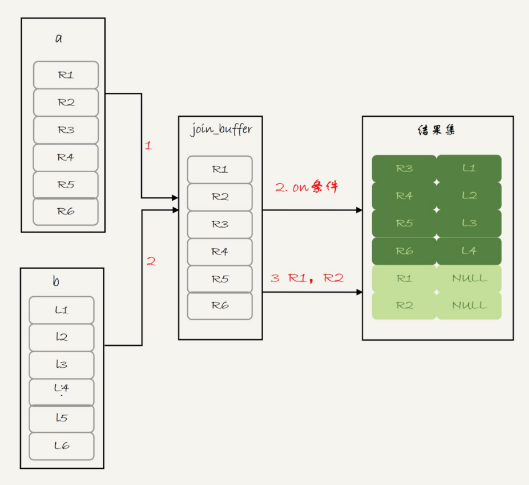 a
R1
R2
R3
R4
R5
R6
b
L1
L2
L3
L4
L5
L6
1
2
join_buffer
R1
R2
R3
R4
R5
R6
2. on条件
3 R1, R2
结果集
R3 L1
R4 L2
R5 L3
R6 L4
R1 NULL
R2 NULL